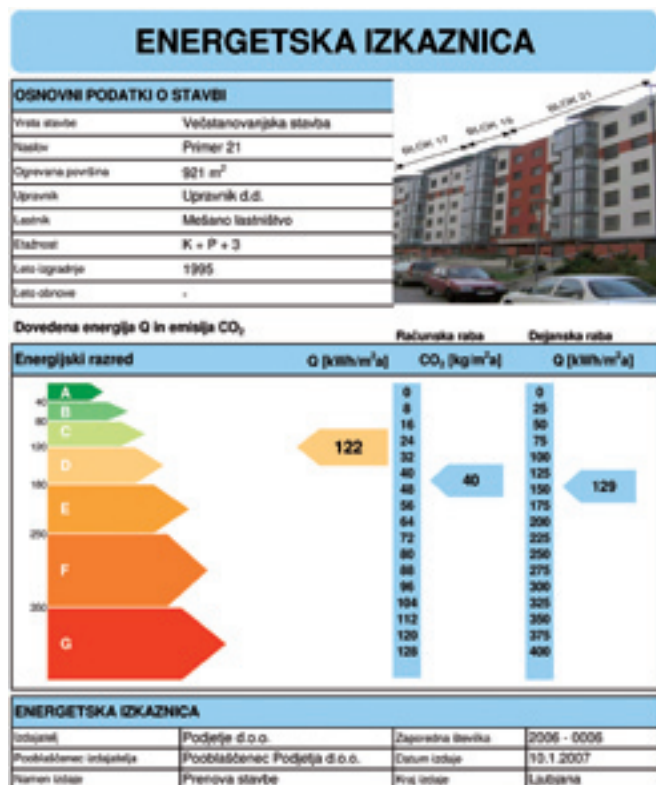 ENERGETSKA IZKAZNICA
OSNOVNI PODATKI O STAVBI
Vrsta stavbe Večstanovanjska stavba
Naslov Primer 21
Ogrevana površina 921 m²
Upravnik Upravnik d.d.
Lastnik Mešano lastništvo
Etažnost K + P + 3
Leto izgradnje 1995
Leto obnove -
BLOK 17 BLOK 19 BLOK 21
Dovedena energija Q in emisija CO₂
Računska raba Dejanska raba
Energijski razred Q [kWh/m²a] CO₂ [kg/m²a] Q [kWh/m²a]
A 0 0
40
B 8 25
80
C 16 50
24 75
122
32 100
D 40 125
40
48 150
129
56 175
E 64 200
72 225
250
80 250
88 275
F 96 300
104 325
350
112 350
120 375
G 128 400
ENERGETSKA IZKAZNICA
Izdajatelj Podjetje d.o.o. Zaporedna številka 2006 - 0006
Pooblaščenec izdajatelja Pooblaščenec Podjetja d.o.o. Datum izdaje 10.1.2007
Namen izdaje Prenova stavbe Kraj izdaje Ljubljana